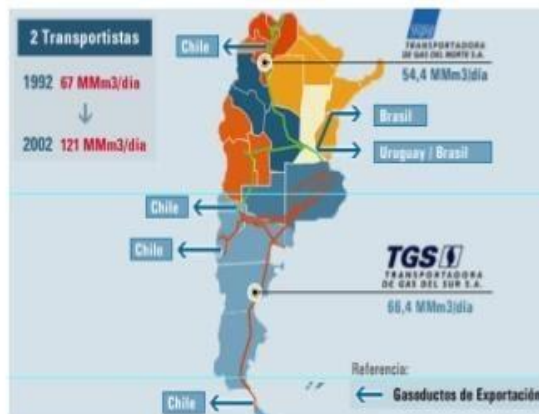 2 Transportistas
1992 67 MMm3/día
2002 121 MMm3/día
Chile
TRANSPORTADORA
DE GAS DEL NORTE S.A.
54,4 MMm3/día
Brasil
Uruguay / Brasil
Chile
Chile
TGS
TRANSPORTADORA
DE GAS DEL SUR S.A.
66,4 MMm3/día
Referencia:
Gasoductos de Exportación
Chile